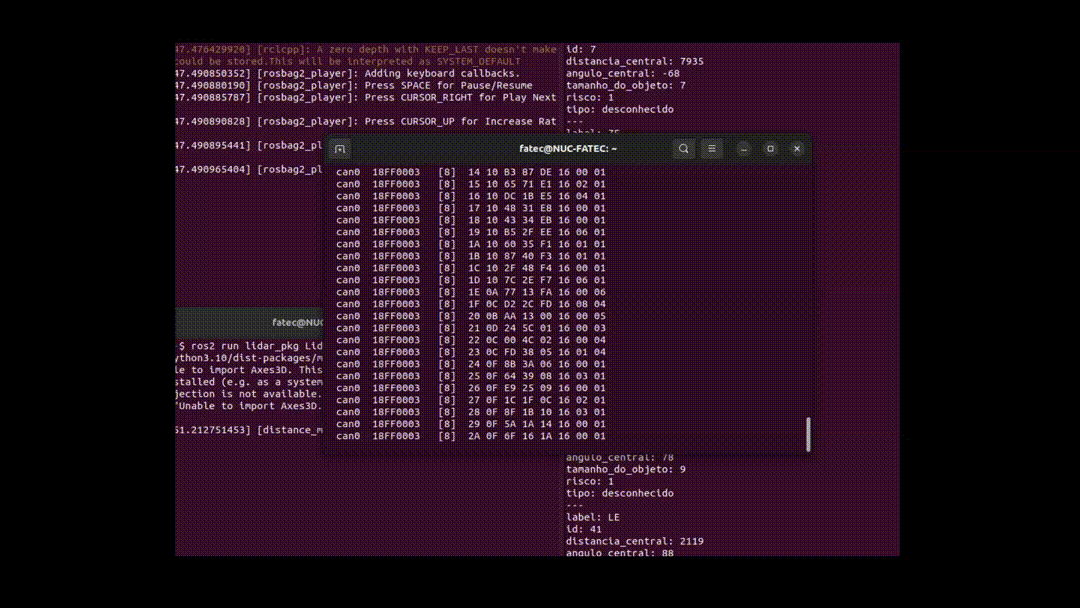 47.476429920] [rclcpp]: A zero depth with KEEP_LAST doesn't make
could be stored.This will be interpreted as SYSTEM_DEFAULT
47.490850352] [rosbag2_player]: Adding keyboard callbacks.
47.490880190] [rosbag2_player]: Press SPACE for Pause/Resume
47.490885787] [rosbag2_player]: Press CURSOR_RIGHT for Play Next
47.490890828] [rosbag2_player]: Press CURSOR_UP for Increase Rat
47.490895441] [rosbag2_pl
47.490965404] [rosbag2_pl
id: 7
distancia_central: 7935
angulo_central: -68
tamanho_do_objeto: 7
risco: 1
tipo: desconhecido
---
fatec@NUC-FATEC: ~
can0 18FF0003 [8] 14 10 B3 87 DE 16 00 01
can0 18FF0003 [8] 15 10 65 71 E1 16 02 01
can0 18FF0003 [8] 16 10 DC 1B E5 16 04 01
can0 18FF0003 [8] 17 10 48 31 E8 16 00 01
can0 18FF0003 [8] 18 10 43 34 EB 16 00 01
can0 18FF0003 [8] 19 10 B5 2F EE 16 06 01
can0 18FF0003 [8] 1A 10 60 35 F1 16 01 01
can0 18FF0003 [8] 1B 10 87 40 F3 16 01 01
can0 18FF0003 [8] 1C 10 2F 48 F4 16 00 01
can0 18FF0003 [8] 1D 10 7C 2E F7 16 06 01
can0 18FF0003 [8] 1E 0A 77 13 FA 16 00 06
can0 18FF0003 [8] 1F 0C D2 2C FD 16 08 04
can0 18FF0003 [8] 20 0B AA 13 00 16 00 05
can0 18FF0003 [8] 21 0D 24 5C 01 16 00 03
can0 18FF0003 [8] 22 0C 00 4C 02 16 00 04
can0 18FF0003 [8] 23 0C FD 38 05 16 01 04
can0 18FF0003 [8] 24 0F 8B 3A 06 16 00 01
can0 18FF0003 [8] 25 0F 64 39 08 16 03 01
can0 18FF0003 [8] 26 0F E9 25 09 16 00 01
can0 18FF0003 [8] 27 0F 1C 1F 0C 16 02 01
can0 18FF0003 [8] 28 0F 8F 1B 10 16 03 01
can0 18FF0003 [8] 29 0F 5A 1A 14 16 00 01
can0 18FF0003 [8] 2A 0F 6F 16 1A 16 00 01
fatec@NUC
$ ros2 run lidar_pkg Lid
ython3.10/dist-packages/m
le to import Axes3D. This
stalled (e.g. as a system
jection is not available.
"Unable to import Axes3D.
51.212751453] [distance_m
angulo_central: 78
tamanho_do_objeto: 9
risco: 1
tipo: desconhecido
---
label: LE
id: 41
distancia_central: 2119
angulo_central: 88